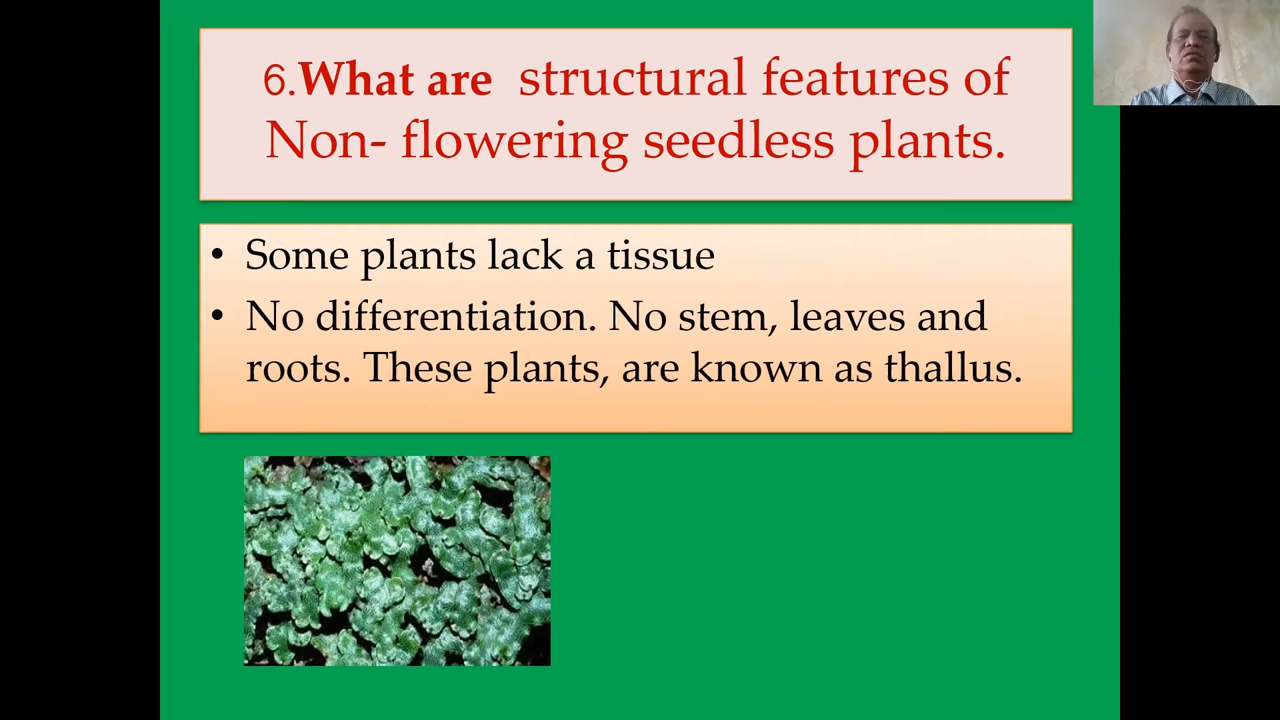 6.What are structural features of
Non- flowering seedless plants.
• Some plants lack a tissue
• No differentiation. No stem, leaves and
roots. These plants, are known as thallus.